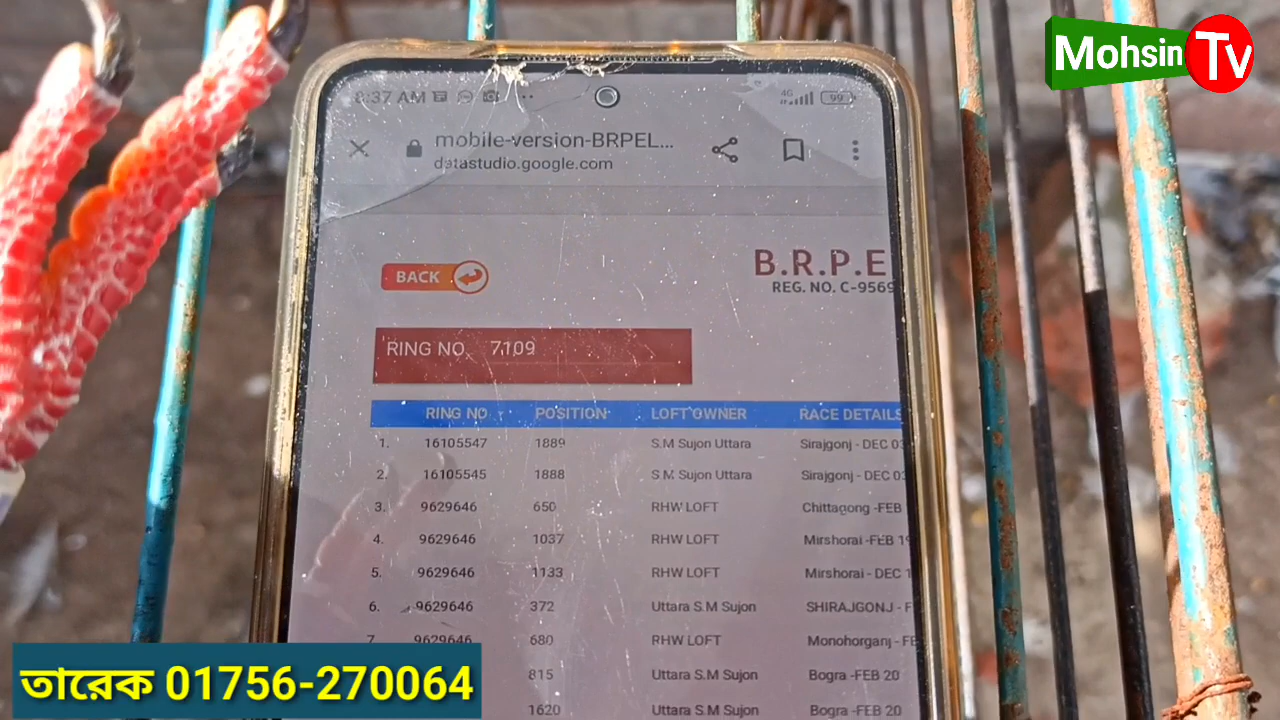 Mohsin Tv
8:37 AM
4G
99
mobile-version-BRPEL...
datastudio.google.com
BACK
B.R.P.E
REG. NO. C-9569
RING NO 7109
RING NO POSITION LOFT OWNER RACE DETAILS
1. 16105547 1889 S.M Sujon Uttara Sirajgonj - DEC 03
2. 16105545 1888 S.M Sujon Uttara Sirajgonj - DEC 03
3. 9629646 650 RHW LOFT Chittagong -FEB
4. 9629646 1037 RHW LOFT Mirshorai -FEB 19
5. 9629646 1133 RHW LOFT Mirshorai - DEC 1
6. 9629646 372 Uttara S.M Sujon SHIRAJGONJ - F
7. 9629646 680 RHW LOFT Monohorganj - FE
815 Uttara S.M Sujon Bogra -FEB 20
1620 Uttara S.M Sujon Bogra -FEB 20
তারেক 01756-270064